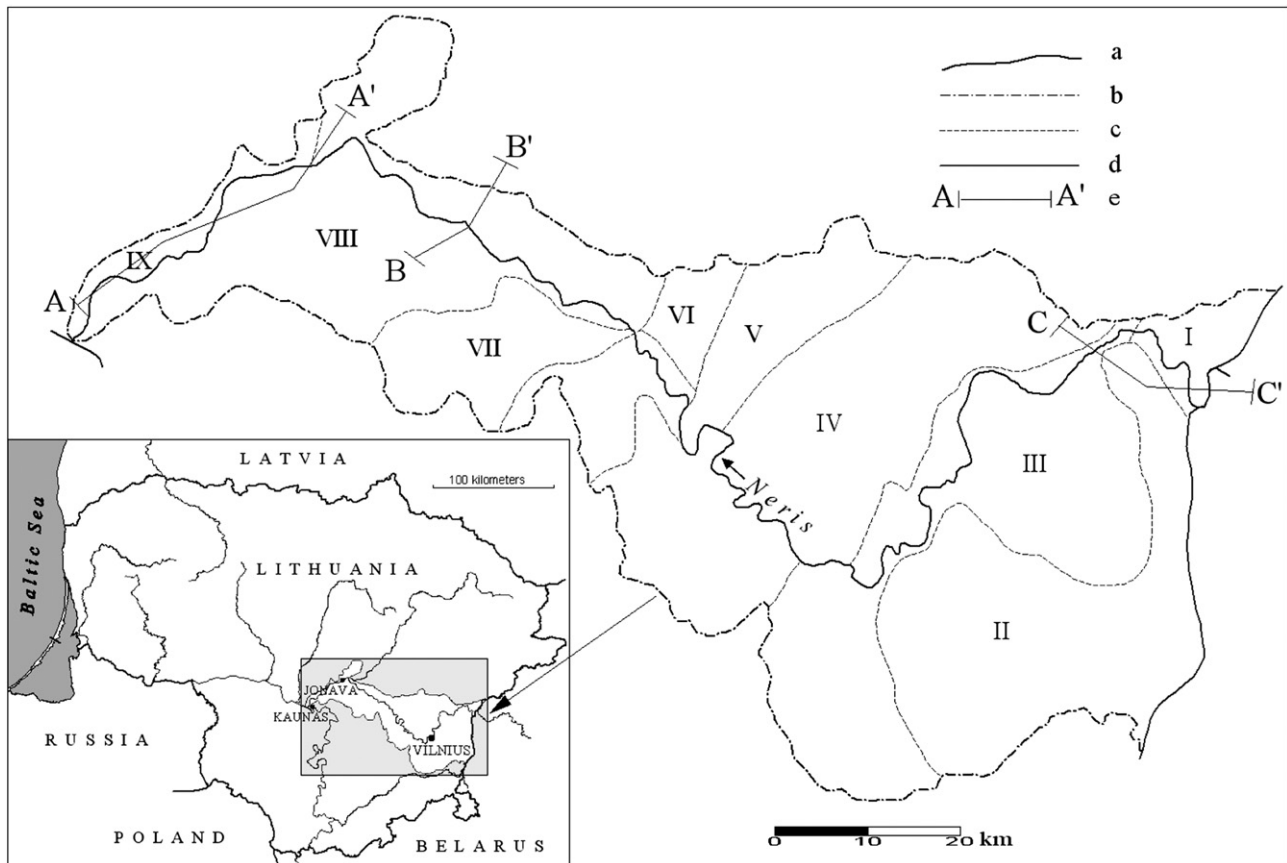 a
b
c
d
A A' e
A'
B'
VIII
B
IX
A
VII
VI
V
IV
C
I
C'
III
Neris
II
LATVIA
100 kilometers
Baltic Sea
LITHUANIA
JONAVA
KAUNAS
VILNIUS
RUSSIA
POLAND
BELARUS
0 10 20 km